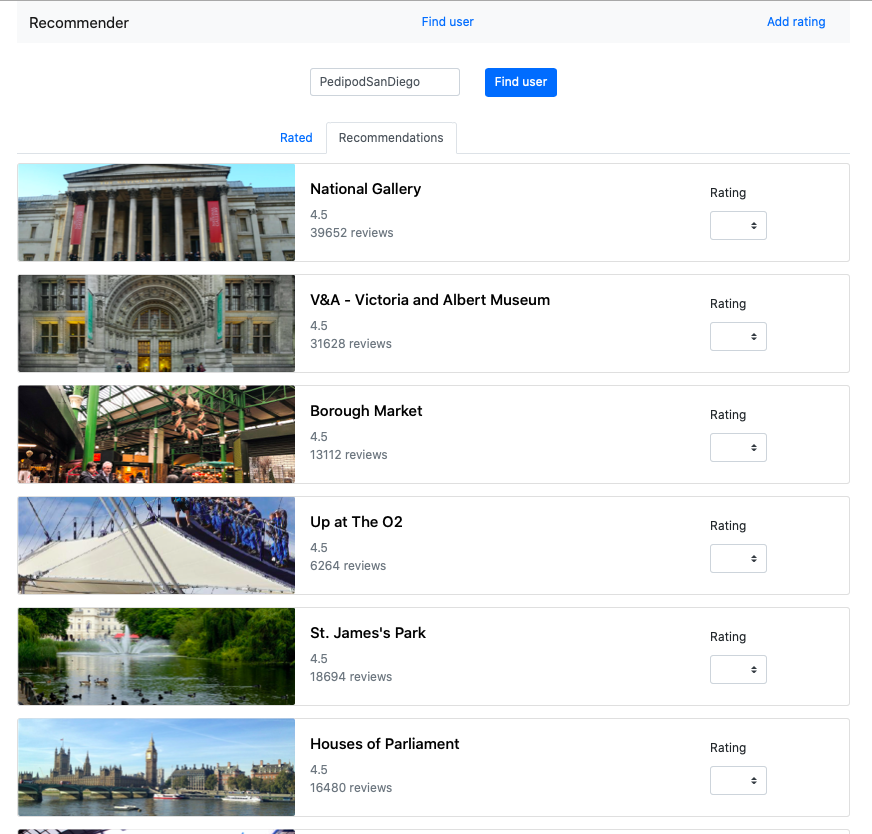 Recommender Find user Add rating
PedipodSanDiego Find user
Rated Recommendations
National Gallery
Rating
4.5
39652 reviews
V&A - Victoria and Albert Museum
Rating
4.5
31628 reviews
Borough Market
Rating
4.5
13112 reviews
Up at The O2
Rating
4.5
6264 reviews
St. James's Park
Rating
4.5
18694 reviews
Houses of Parliament
Rating
4.5
16480 reviews